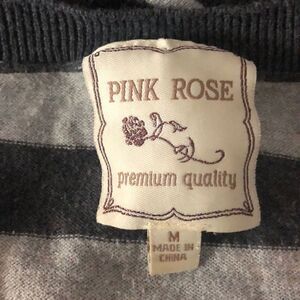 PINK ROSE
premium quality
M
MADE IN
CHINA